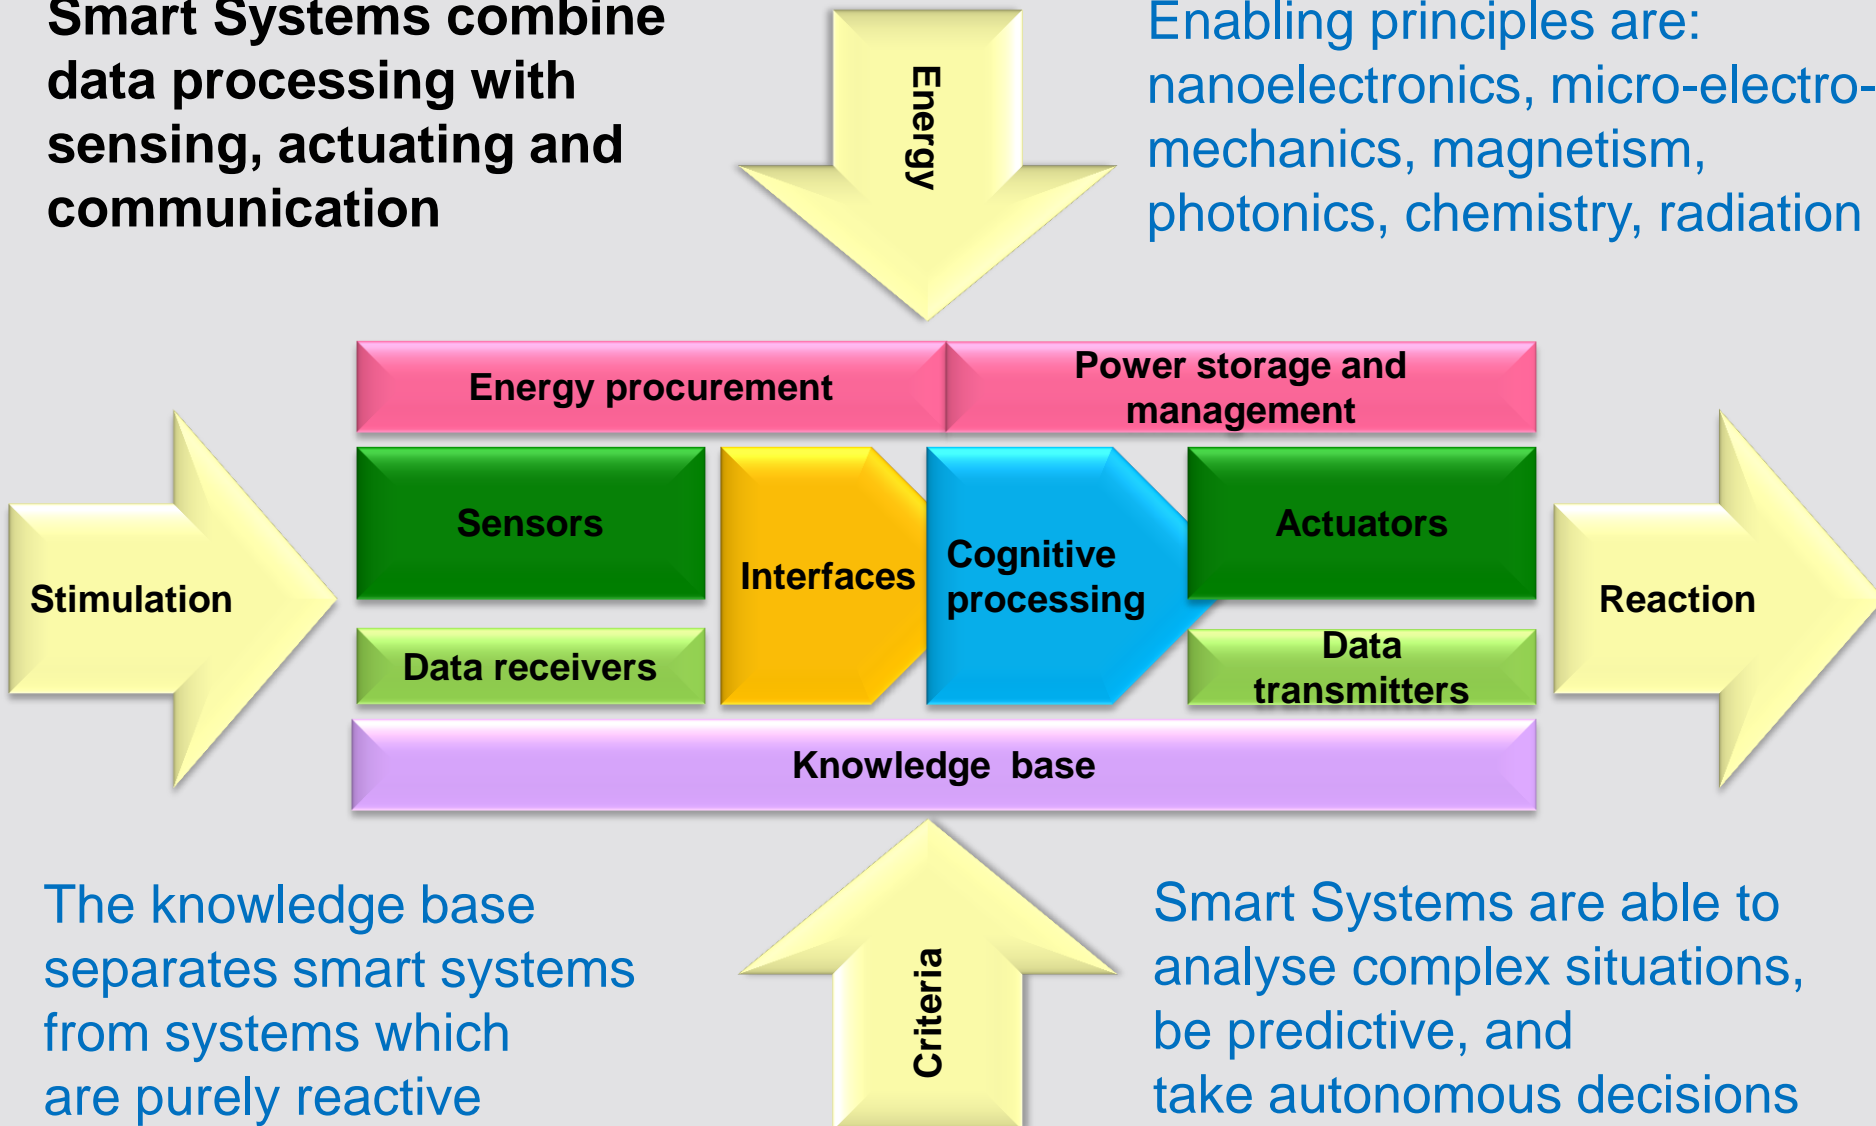 Smart Systems combine
data processing with
sensing, actuating and
communication
Energy
Enabling principles are:
nanoelectronics, micro-electro-
mechanics, magnetism,
photonics, chemistry, radiation
Energy procurement
Power storage and
management
Stimulation
Sensors
Data receivers
Interfaces
Cognitive
processing
Actuators
Data
transmitters
Reaction
Knowledge base
The knowledge base
separates smart systems
from systems which
are purely reactive
Criteria
Smart Systems are able to
analyse complex situations,
be predictive, and
take autonomous decisions